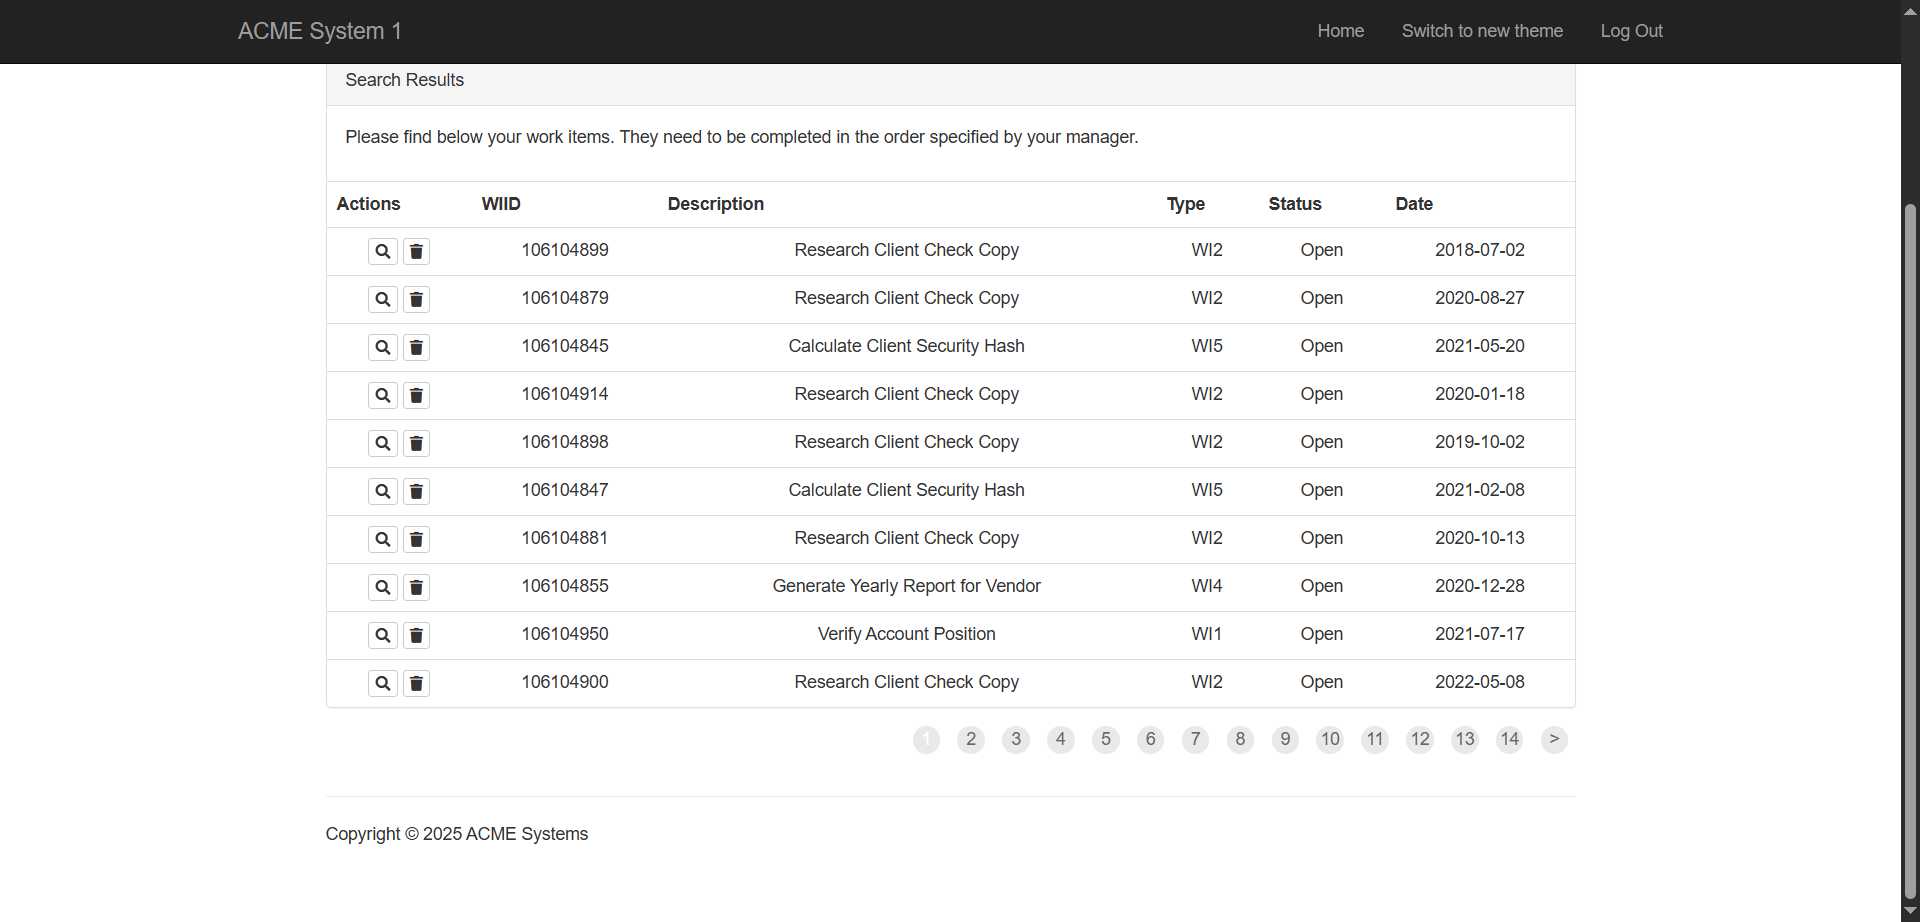 ACME System 1 Home Switch to new theme Log Out
Search Results
Please find below your work items. They need to be completed in the order specified by your manager.
Actions WIID Description Type Status Date
106104899 Research Client Check Copy WI2 Open 2018-07-02
106104879 Research Client Check Copy WI2 Open 2020-08-27
106104845 Calculate Client Security Hash WI5 Open 2021-05-20
106104914 Research Client Check Copy WI2 Open 2020-01-18
106104898 Research Client Check Copy WI2 Open 2019-10-02
106104847 Calculate Client Security Hash WI5 Open 2021-02-08
106104881 Research Client Check Copy WI2 Open 2020-10-13
106104855 Generate Yearly Report for Vendor WI4 Open 2020-12-28
106104950 Verify Account Position WI1 Open 2021-07-17
106104900 Research Client Check Copy WI2 Open 2022-05-08
1 2 3 4 5 6 7 8 9 10 11 12 13 14 >
Copyright © 2025 ACME Systems